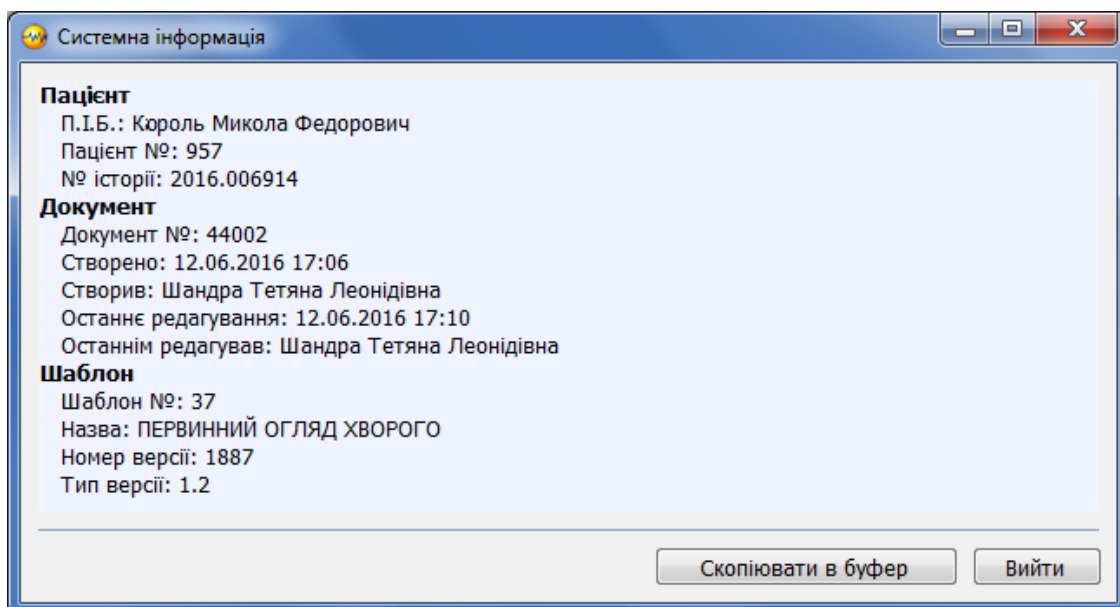 Системна інформація
Пацієнт
П.І.Б.: Король Микола Федорович
Пацієнт №: 957
№ історії: 2016.006914
Документ
Документ №: 44002
Створено: 12.06.2016 17:06
Створив: Шандра Тетяна Леонідівна
Останнє редагування: 12.06.2016 17:10
Останнім редагував: Шандра Тетяна Леонідівна
Шаблон
Шаблон №: 37
Назва: ПЕРВИННИЙ ОГЛЯД ХВОРОГО
Номер версії: 1887
Тип версії: 1.2
Скопіювати в буфер Вийти